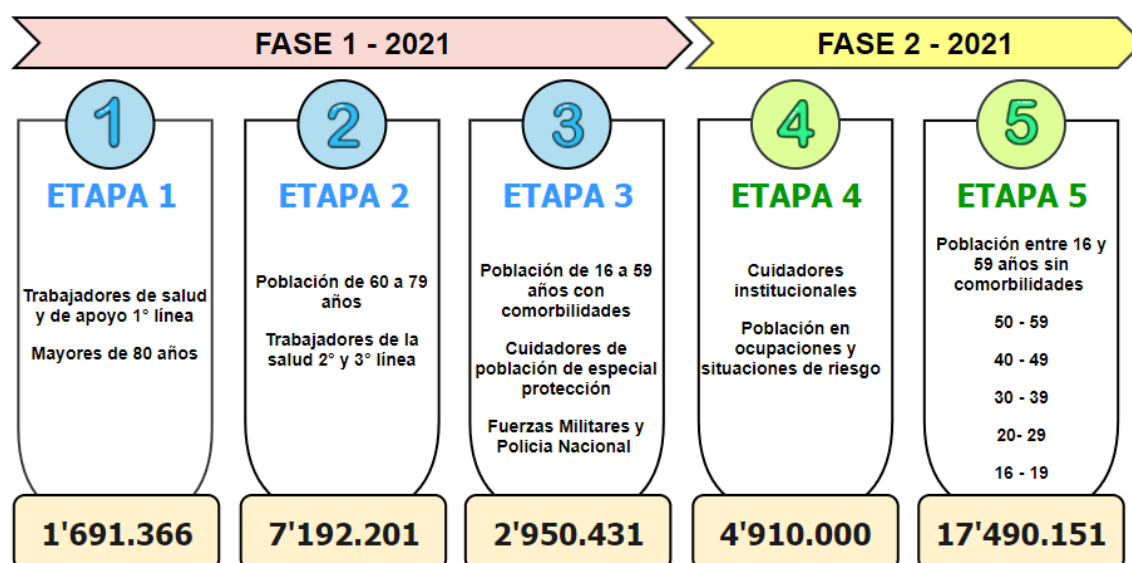 FASE 1 - 2021
FASE 2 - 2021
1
ETAPA 1
Trabajadores de salud
y de apoyo 1° línea
Mayores de 80 años
1'691.366
2
ETAPA 2
Población de 60 a 79
años
Trabajadores de la
salud 2° y 3° línea
7'192.201
3
ETAPA 3
Población de 16 a 59
años con
comorbilidades
Cuidadores de
población de especial
protección
Fuerzas Militares y
Policia Nacional
2'950.431
4
ETAPA 4
Cuidadores
institucionales
Población en
ocupaciones y
situaciones de riesgo
4'910.000
5
ETAPA 5
Población entre 16 y
59 años sin
comorbilidades
50 - 59
40 - 49
30 - 39
20- 29
16 - 19
17'490.151